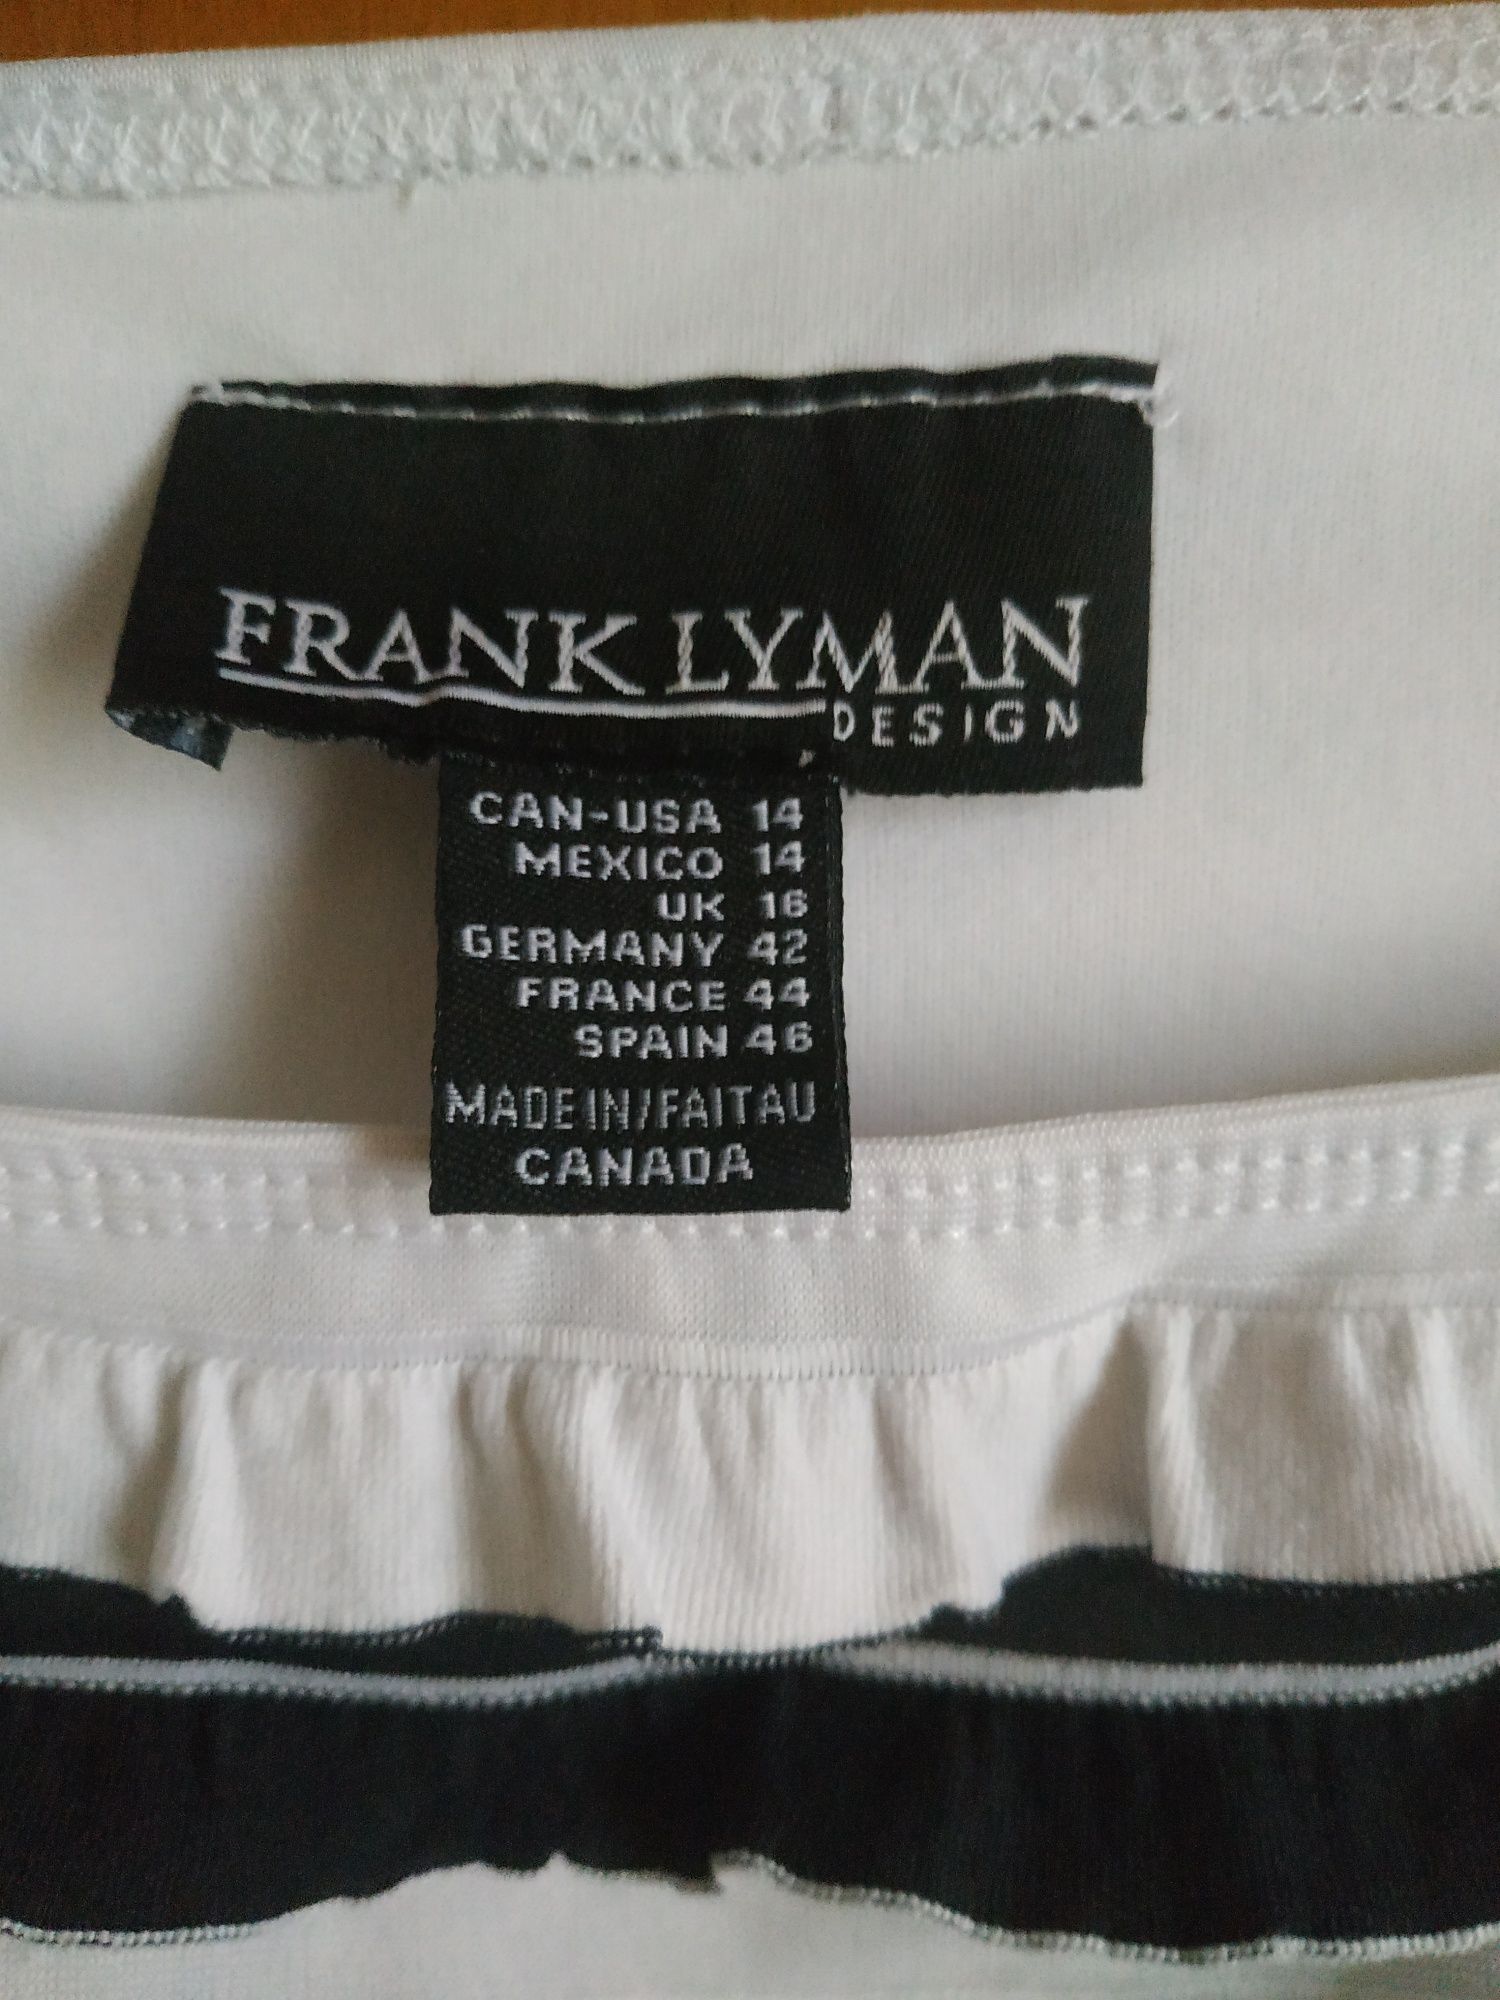 FRANK LYMAN
DESIGN
CAN-USA 14
MEXICO 14
UK 16
GERMANY 42
FRANCE 44
SPAIN 46
MADE IN/FAIT AU
CANADA